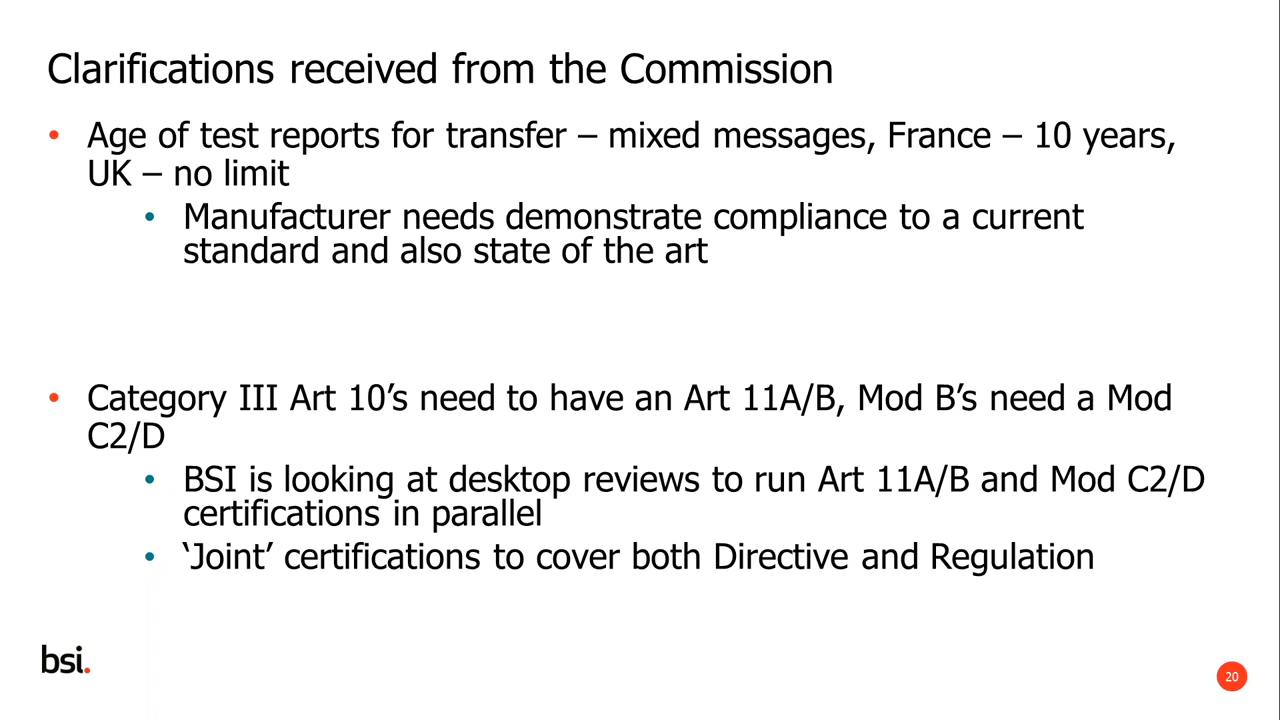 Clarifications received from the Commission
• Age of test reports for transfer – mixed messages, France – 10 years,
UK – no limit
• Manufacturer needs demonstrate compliance to a current
standard and also state of the art
• Category III Art 10’s need to have an Art 11A/B, Mod B’s need a Mod
C2/D
• BSI is looking at desktop reviews to run Art 11A/B and Mod C2/D
certifications in parallel
• ‘Joint’ certifications to cover both Directive and Regulation
bsi.
20